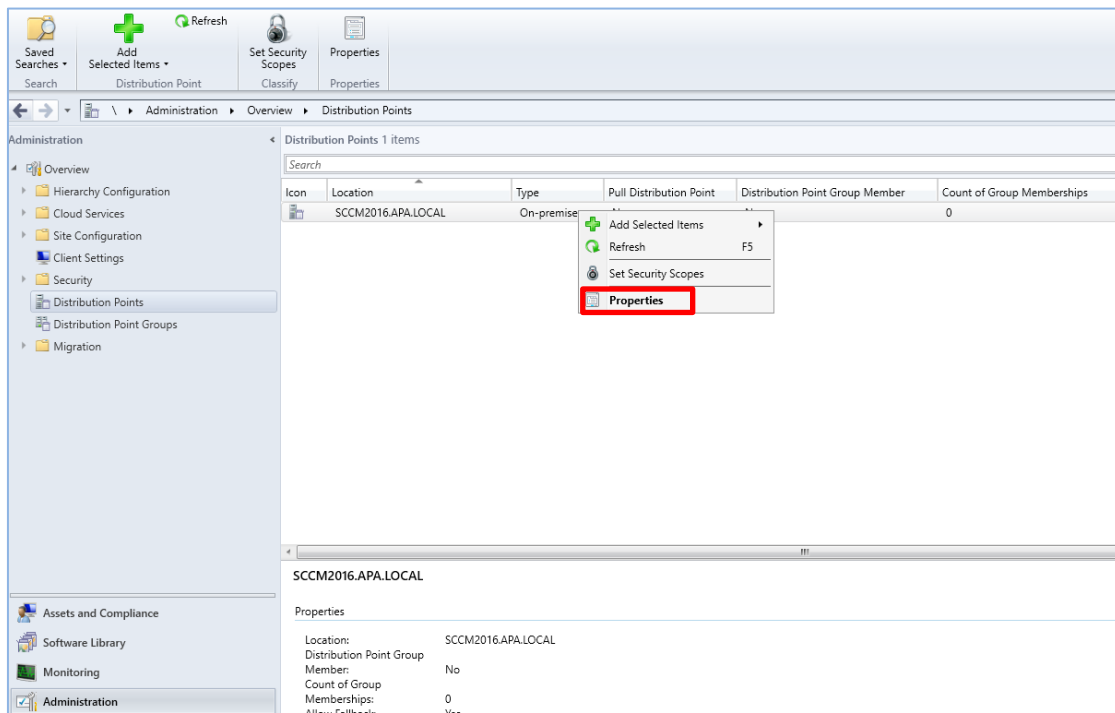 Saved
Searches
Search
Add
Selected Items
Refresh
Distribution Point
Set Security
Scopes
Classify
Properties
Properties
\ Administration Overview Distribution Points
Administration
Overview
Hierarchy Configuration
Cloud Services
Site Configuration
Client Settings
Security
Distribution Points
Distribution Point Groups
Migration
Assets and Compliance
Software Library
Monitoring
Administration
Distribution Points 1 items
Search
Icon Location Type Pull Distribution Point Distribution Point Group Member Count of Group Memberships
SCCM2016.APA.LOCAL On-premise 0
Add Selected Items
Refresh F5
Set Security Scopes
Properties
SCCM2016.APA.LOCAL
Properties
Location: SCCM2016.APA.LOCAL
Distribution Point Group
Member: No
Count of Group
Memberships: 0